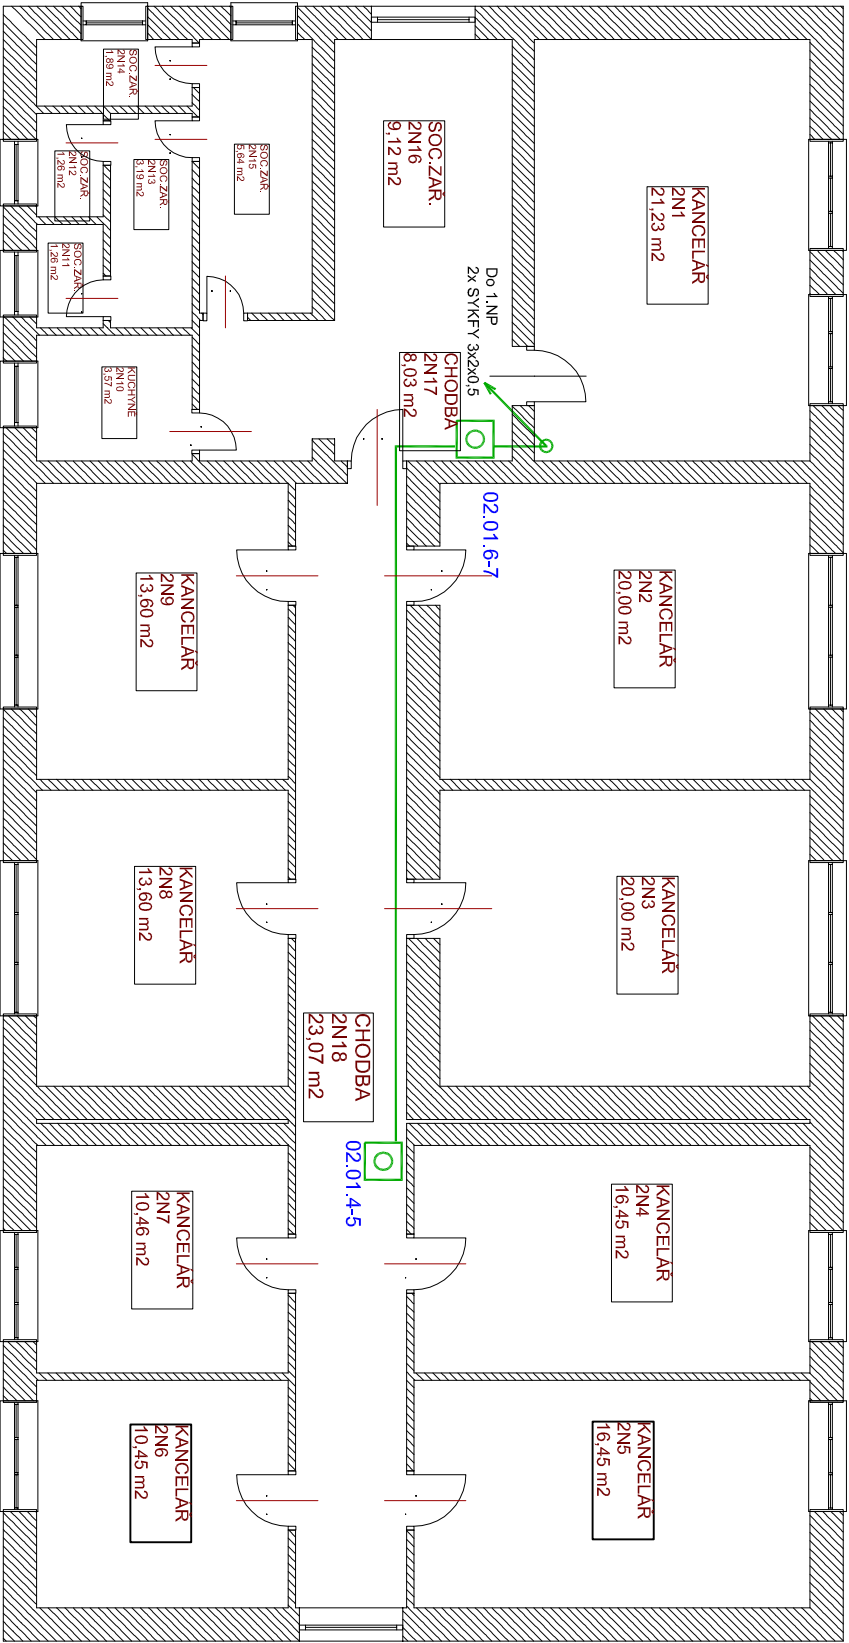 SOC.ZAŘ.
2N14
1,89 m2
SOC.ZAŘ.
2N12
1,26 m2
SOC.ZAŘ.
2N13
3,19 m2
SOC.ZAŘ.
2N15
5,64 m2
SOC.ZAŘ.
2N16
9,12 m2
KANCELÁŘ
2N1
21,23 m2
SOC.ZAŘ.
2N11
1,26 m2
Do 1.NP
2x SYKFY 3x2x0,5
KUCHYNĚ
2N10
3,57 m2
CHODBA
2N17
8,03 m2
02.01.6-7
KANCELÁŘ
2N9
13,60 m2
KANCELÁŘ
2N2
20,00 m2
KANCELÁŘ
2N8
13,60 m2
KANCELÁŘ
2N3
20,00 m2
CHODBA
2N18
23,07 m2
02.01.4-5
KANCELÁŘ
2N7
10,46 m2
KANCELÁŘ
2N4
16,45 m2
KANCELÁŘ
2N6
10,45 m2
KANCELÁŘ
2N5
16,45 m2